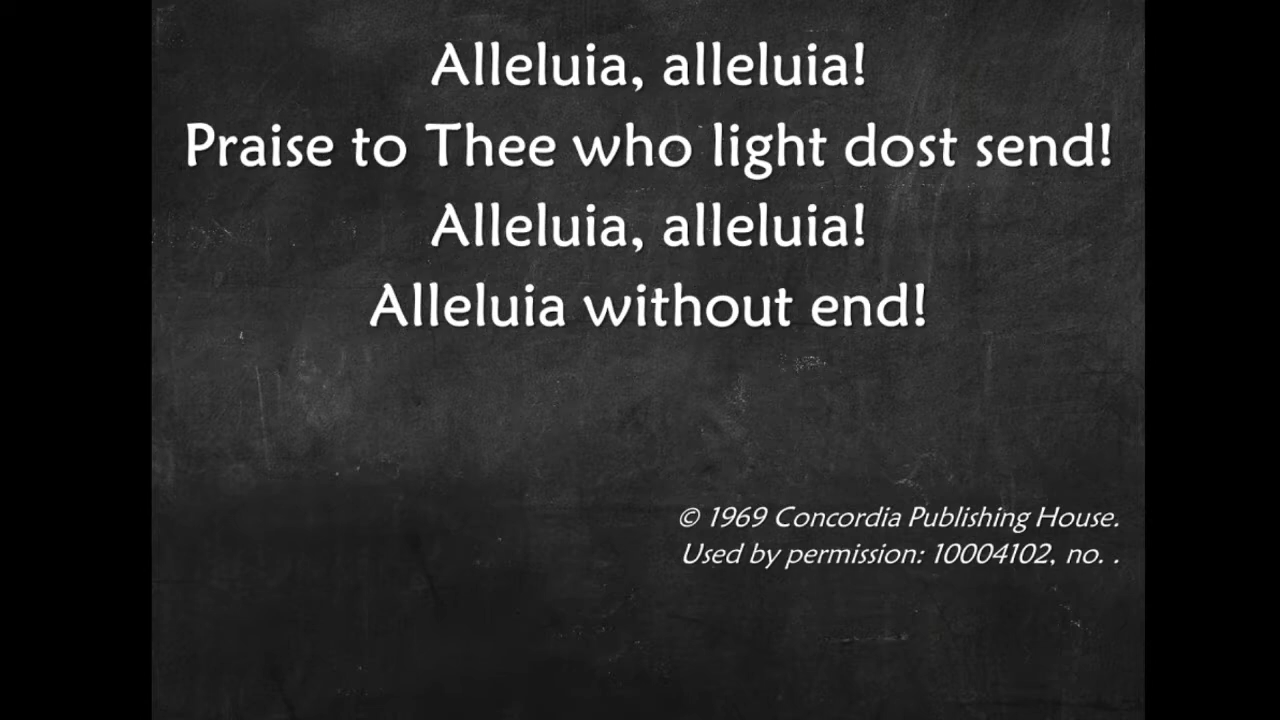 Alleluia, alleluia!
Praise to Thee who light dost send!
Alleluia, alleluia!
Alleluia without end!
© 1969 Concordia Publishing House.
Used by permission: 10004102, no. .